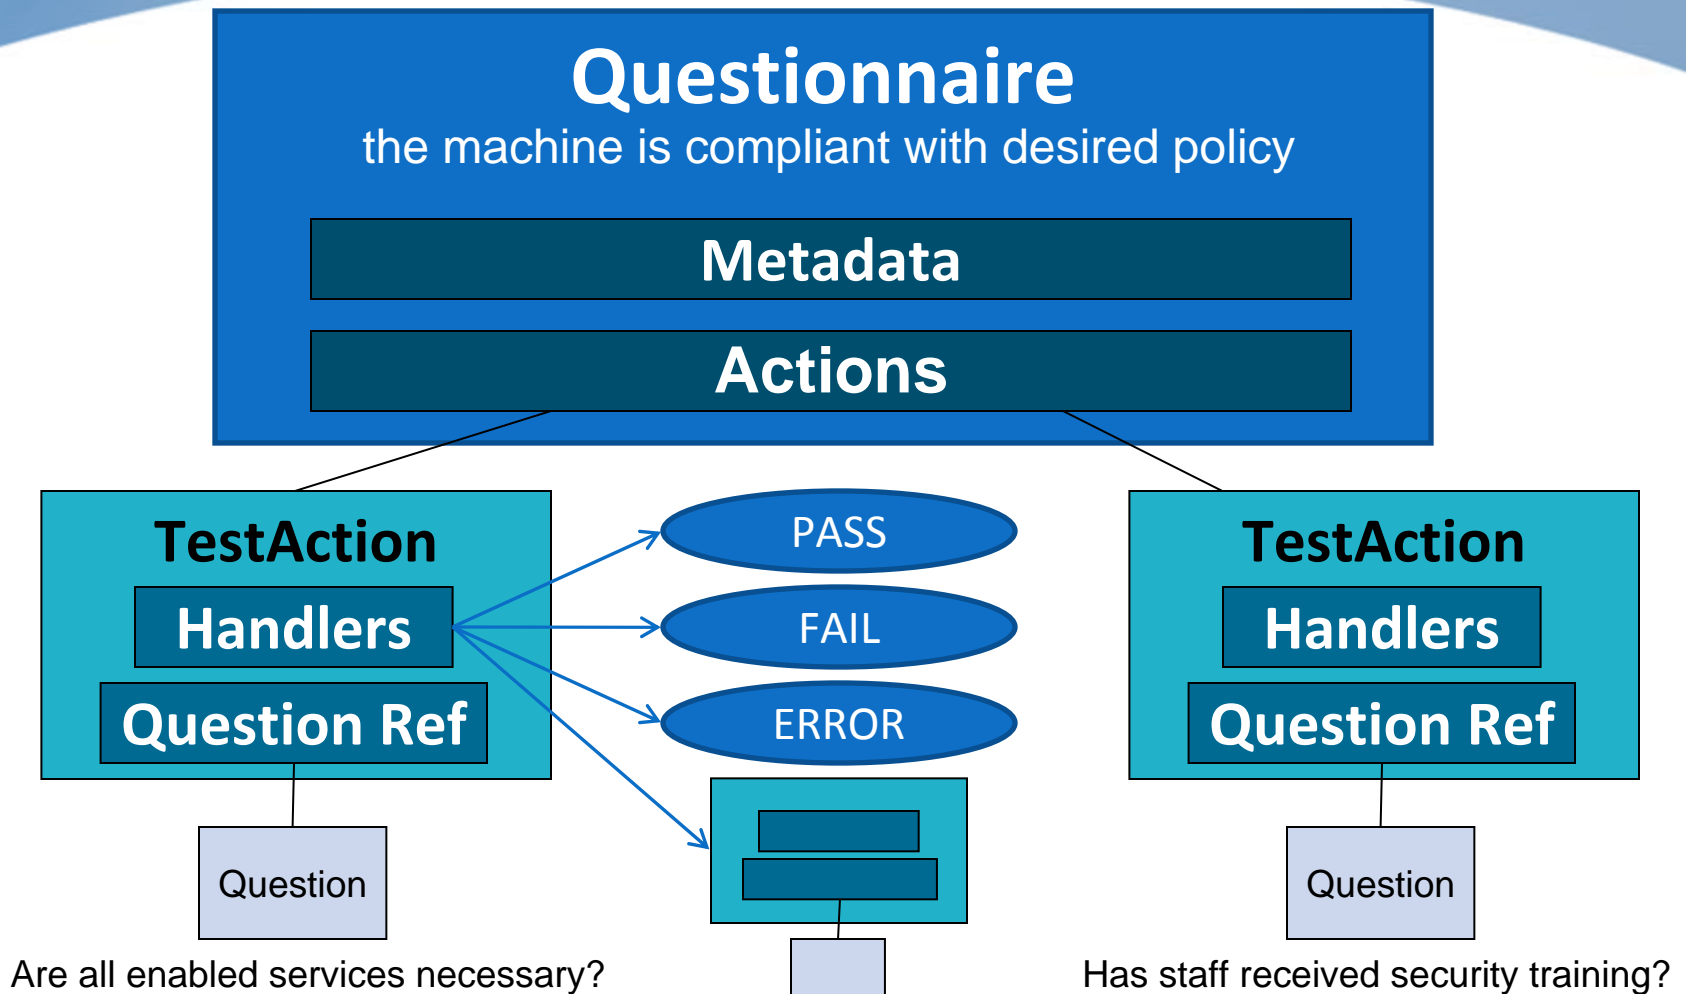 Questionnaire
the machine is compliant with desired policy
Metadata
Actions
TestAction
Handlers
Question Ref
Question
Are all enabled services necessary?
PASS
FAIL
ERROR
TestAction
Handlers
Question Ref
Question
Has staff received security training?